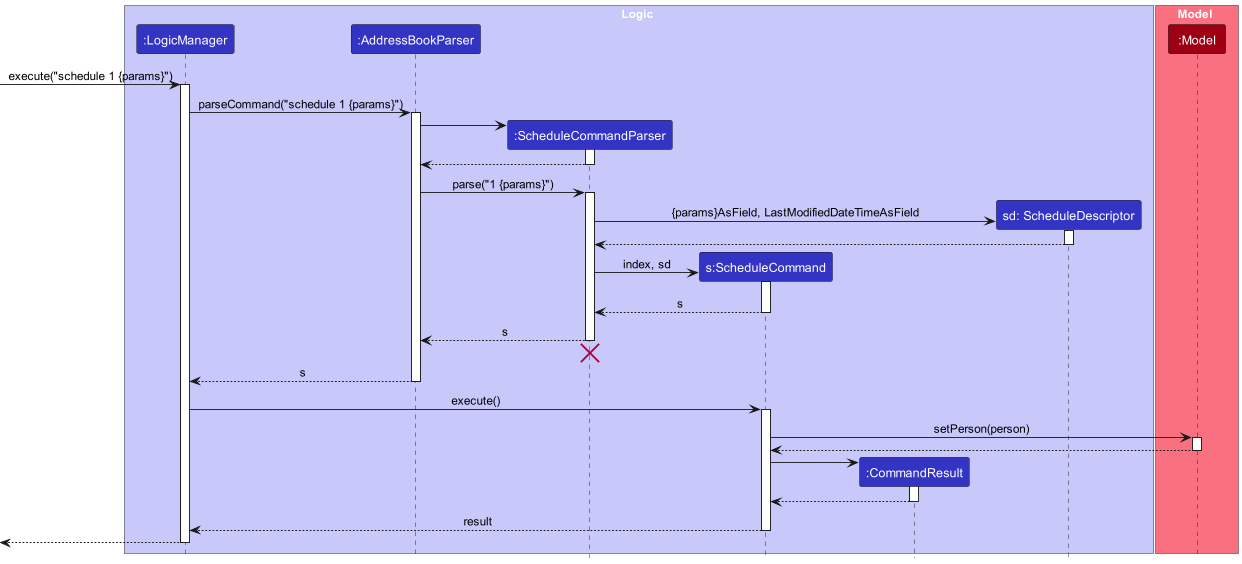 Logic
Model
:LogicManager
:AddressBookParser
:Model
execute("schedule 1 {params}")
parseCommand("schedule 1 {params}")
:ScheduleCommandParser
parse("1 {params}")
{params}AsField, LastModifiedDateTimeAsField
sd: ScheduleDescriptor
index, sd
s:ScheduleCommand
s
s
s
execute()
setPerson(person)
:CommandResult
result